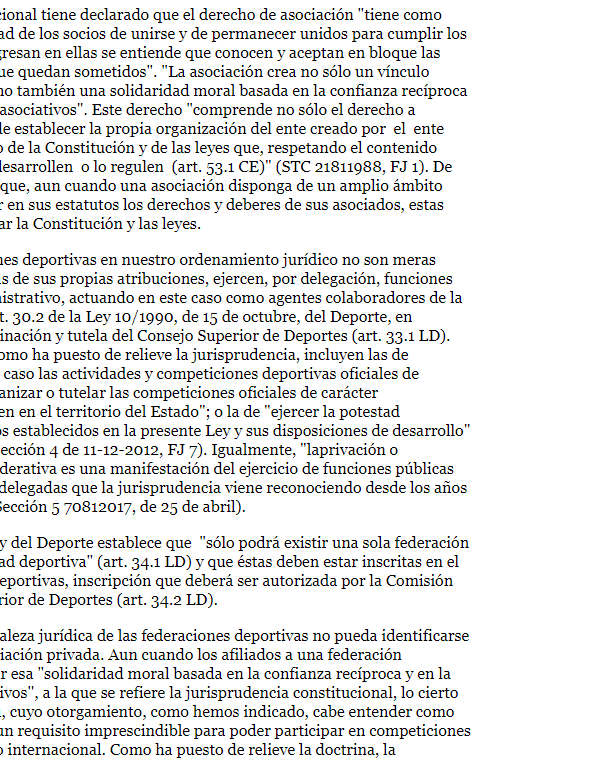 cional tiene declarado que el derecho de asociación "tiene como
ad de los socios de unirse y de permanecer unidos para cumplir los
gresan en ellas se entiende que conocen y aceptan en bloque las
ue quedan sometidos". "La asociación crea no sólo un vínculo
no también una solidaridad moral basada en la confianza recíproca
asociativos". Este derecho "comprende no sólo el derecho a
le establecer la propia organización del ente creado por  el  ente
o de la Constitución y de las leyes que, respetando el contenido
desarrollen  o lo regulen  (art. 53.1 CE)" (STC 21811988, FJ 1). De
que, aun cuando una asociación disponga de un amplio ámbito
r en sus estatutos los derechos y deberes de sus asociados, estas
ar la Constitución y las leyes.
nes deportivas en nuestro ordenamiento jurídico no son meras
s de sus propias atribuciones, ejercen, por delegación, funciones
nistrativo, actuando en este caso como agentes colaboradores de la
t. 30.2 de la Ley 10/1990, de 15 de octubre, del Deporte, en
inación y tutela del Consejo Superior de Deportes (art. 33.1 LD).
omo ha puesto de relieve la jurisprudencia, incluyen las de
caso las actividades y competiciones deportivas oficiales de
anizar o tutelar las competiciones oficiales de carácter
en en el territorio del Estado"; o la de "ejercer la potestad
os establecidos en la presente Ley y sus disposiciones de desarrollo"
ección 4 de 11-12-2012, FJ 7). Igualmente, "laprivación o
derativa es una manifestación del ejercicio de funciones públicas
delegadas que la jurisprudencia viene reconociendo desde los años
Sección 5 70812017, de 25 de abril).
y del Deporte establece que  "sólo podrá existir una sola federación
ad deportiva" (art. 34.1 LD) y que éstas deben estar inscritas en el
eportivas, inscripción que deberá ser autorizada por la Comisión
rior de Deportes (art. 34.2 LD).
aleza jurídica de las federaciones deportivas no pueda identificarse
iación privada. Aun cuando los afiliados a una federación
r esa "solidaridad moral basada en la confianza recíproca y en la
ivos", a la que se refiere la jurisprudencia constitucional, lo cierto
, cuyo otorgamiento, como hemos indicado, cabe entender como
un requisito imprescindible para poder participar en competiciones
o internacional. Como ha puesto de relieve la doctrina, la